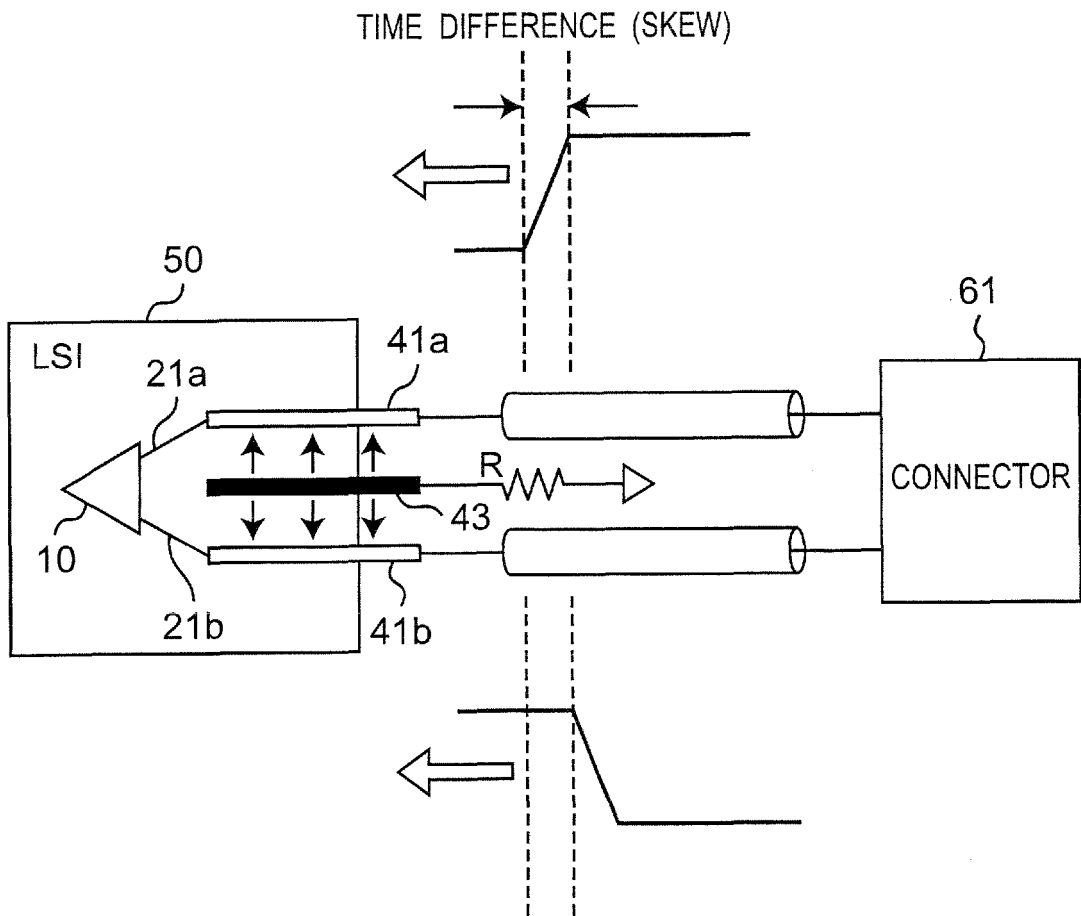 TIME DIFFERENCE (SKEW)
50
61
LSI
41a
21a
R
CONNECTOR
43
10
21b
41b